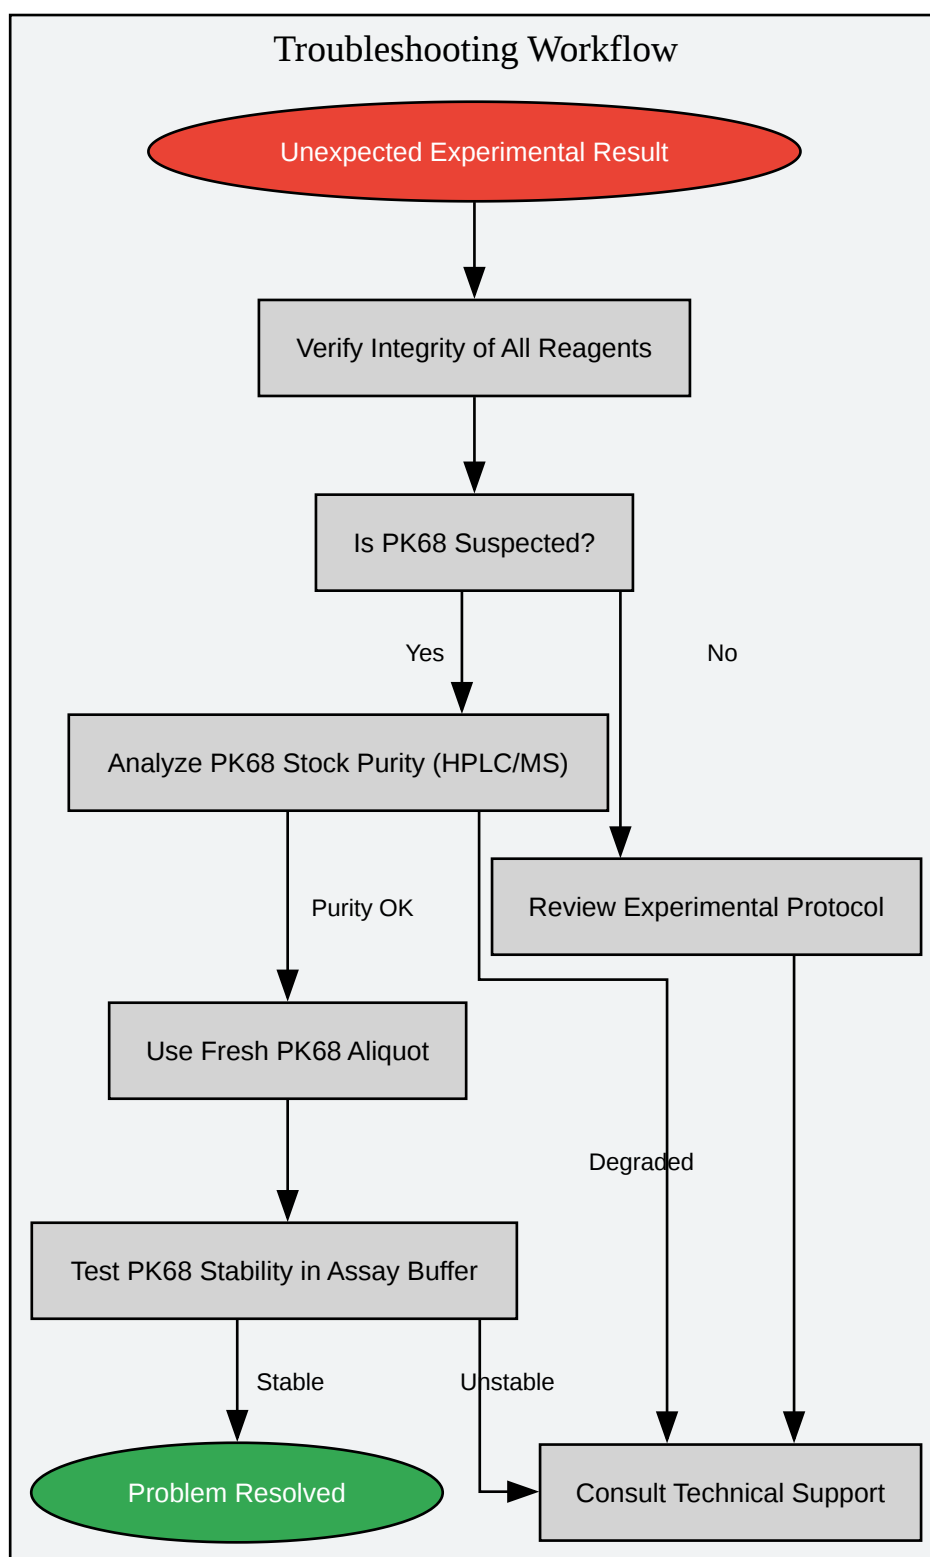 Troubleshooting Workflow
Unexpected Experimental Result
Verify Integrity of All Reagents
Is PK68 Suspected?
Yes
No
Analyze PK68 Stock Purity (HPLC/MS)
Purity OK
Review Experimental Protocol
Use Fresh PK68 Aliquot
Degraded
Test PK68 Stability in Assay Buffer
Stable
Unstable
Problem Resolved
Consult Technical Support